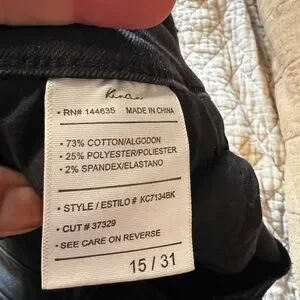 • RN# 144635 MADE IN CHINA
• 73% COTTON/ALGODON
• 25% POLYESTER/POLIESTER
• 2% SPANDEX/ELASTANO
• STYLE / ESTILO # KC7134BK
• CUT # 37329
• SEE CARE ON REVERSE
15 / 31